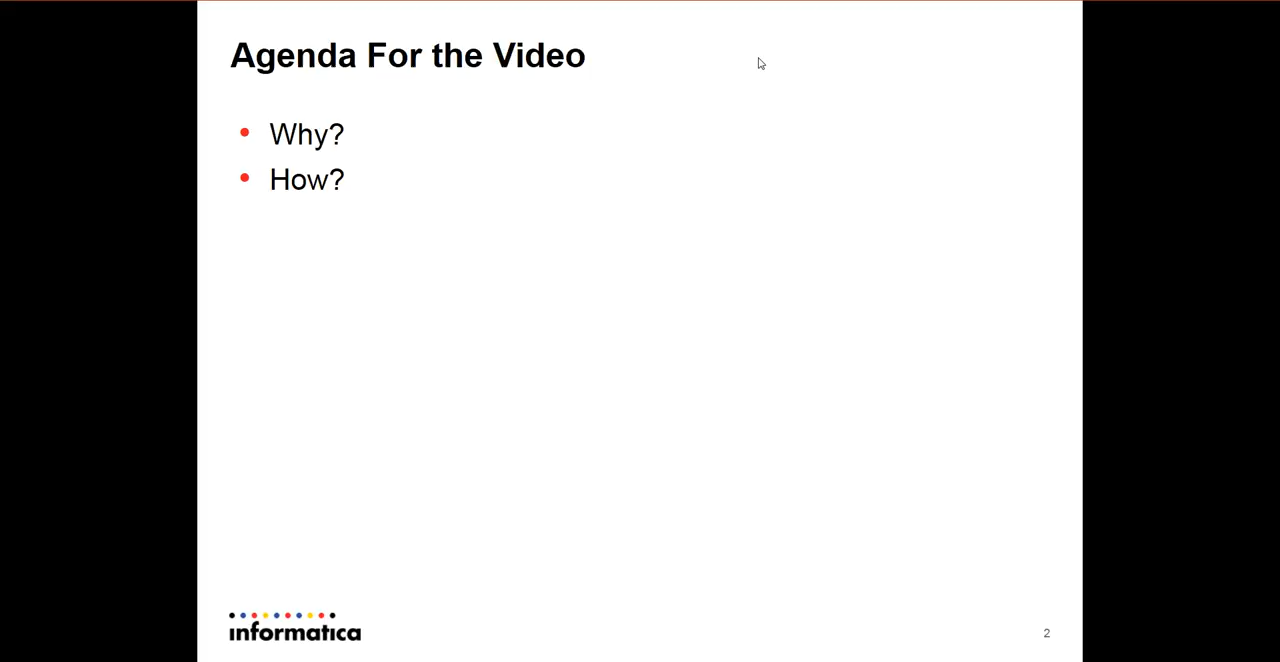 Agenda For the Video
• Why?
• How?
informatica
2